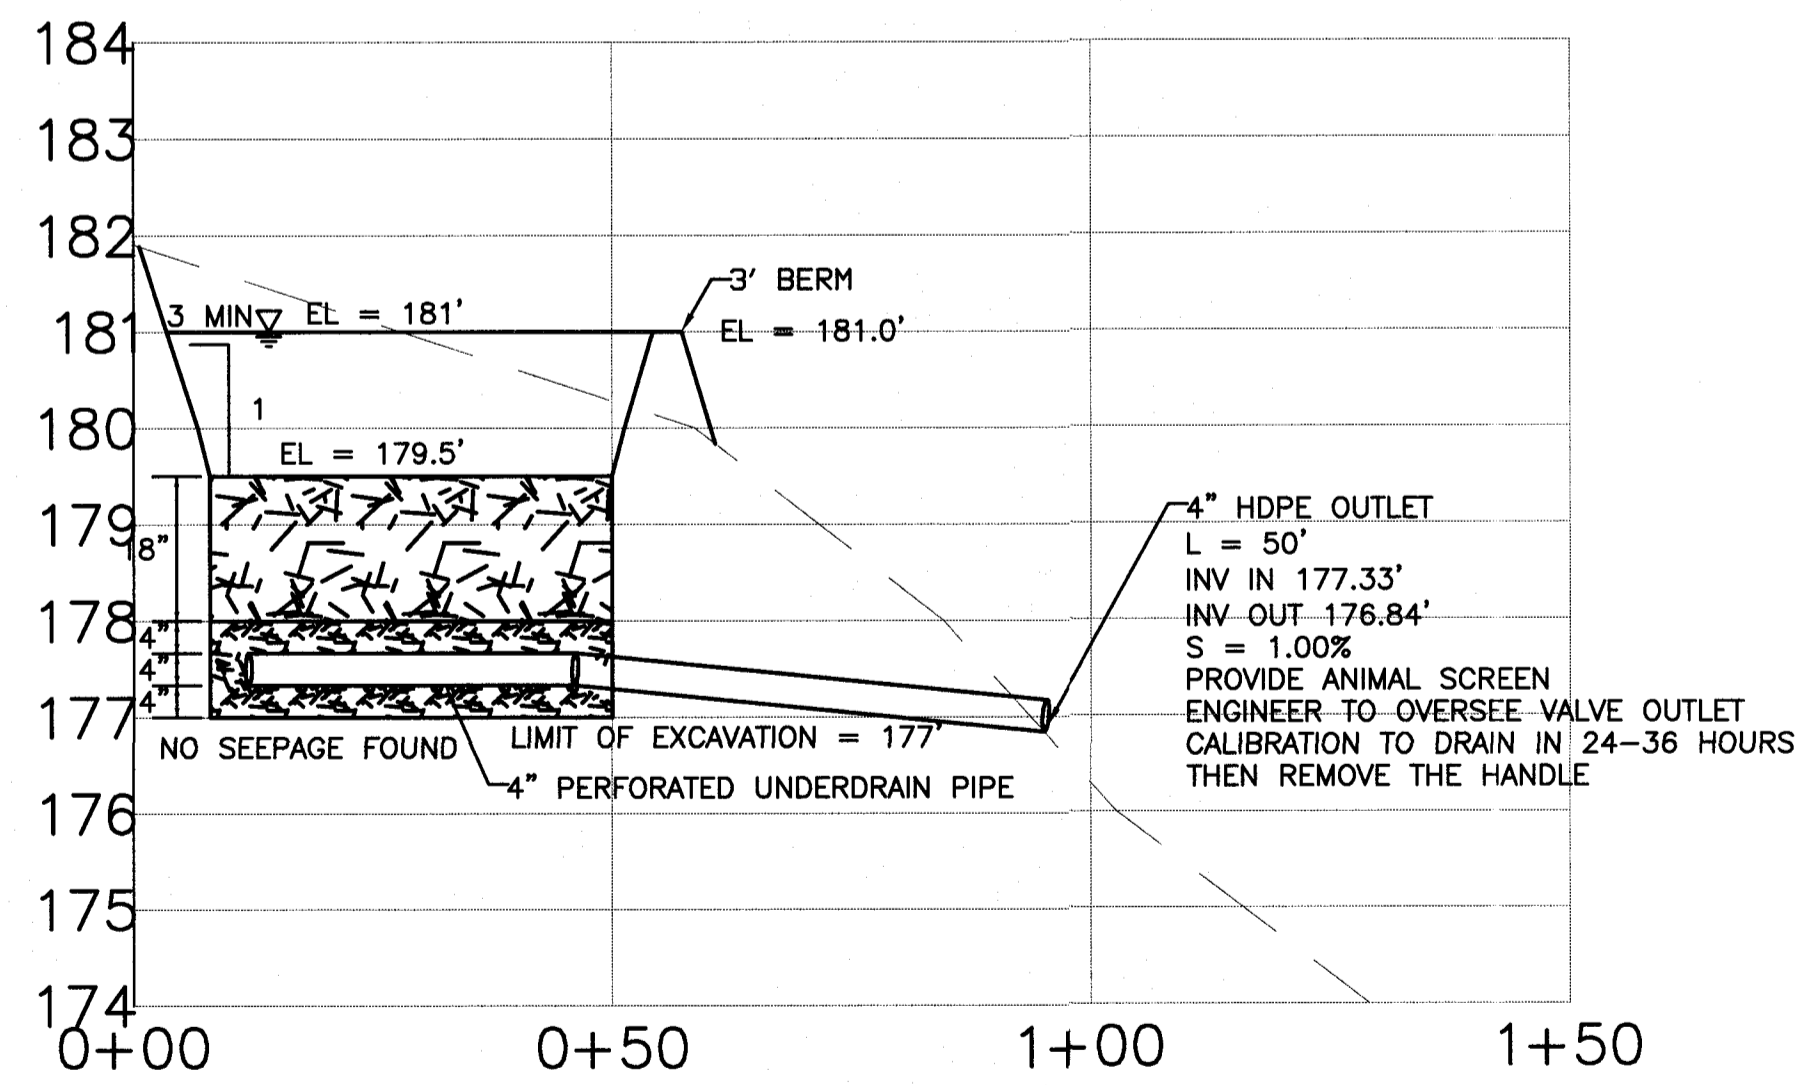 184
183
182
3' BERM
3 MIN EL = 181'
181
EL = 181.0'
1
180
EL = 179.5'
4" HDPE OUTLET
179
18"
L = 50'
INV IN 177.33'
INV OUT 176.84'
178
4"
S = 1.00%
4"
PROVIDE ANIMAL SCREEN
4"
177
ENGINEER TO OVERSEE VALVE OUTLET
NO SEEPAGE FOUND
LIMIT OF EXCAVATION = 177'
CALIBRATION TO DRAIN IN 24-36 HOURS
THEN REMOVE THE HANDLE
4" PERFORATED UNDERDRAIN PIPE
176
175
174
0+00 0+50 1+00 1+50